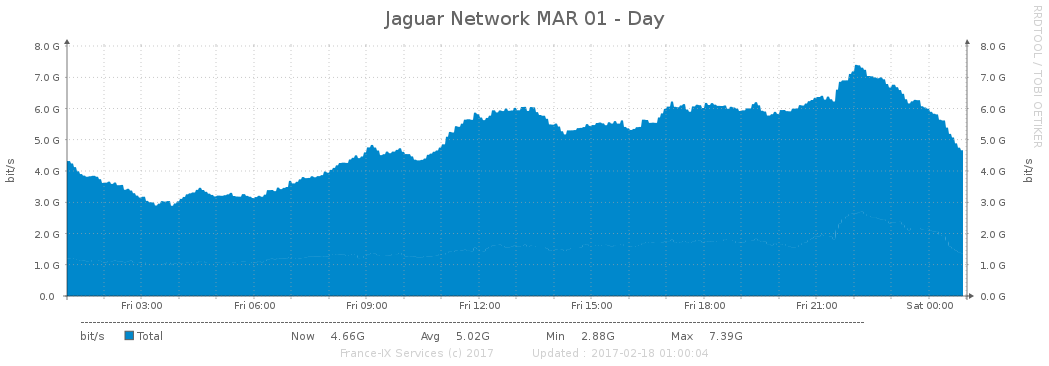 Jaguar Network MAR 01 - Day
RRDTOOL / TOBI OETIKER
8.0 G 8.0 G
7.0 G 7.0 G
6.0 G 6.0 G
5.0 G 5.0 G
4.0 G 4.0 G
3.0 G 3.0 G
2.0 G 2.0 G
1.0 G 1.0 G
0.0 0.0 G
bit/s
bit/s
Fri 03:00 Fri 06:00 Fri 09:00 Fri 12:00 Fri 15:00 Fri 18:00 Fri 21:00 Sat 00:00
bit/s Total Now 4.66G Avg 5.02G Min 2.88G Max 7.39G
France-IX Services (c) 2017 Updated : 2017-02-18 01:00:04